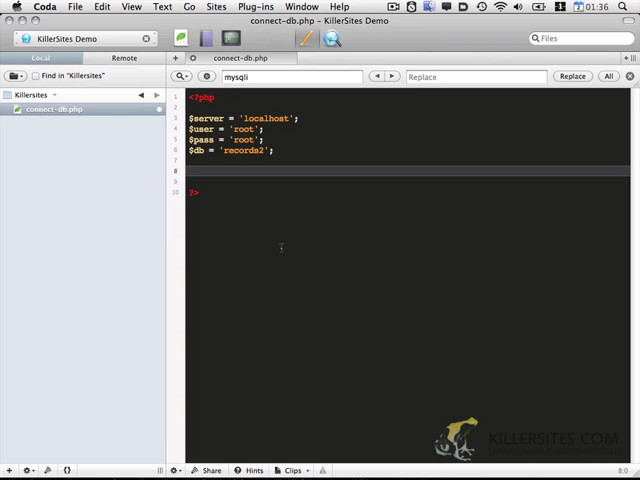 Coda File Edit View Text Go Sites Plug-ins Window Help 1 01:36
connect-db.php – KillerSites Demo
KillerSites Demo Files
Local Remote connect-db.php
Find in "Killersites" mysqli Replace Replace All
Killersites
connect-db.php
1 <?php
2
3 $server = 'localhost';
4 $user = 'root';
5 $pass = 'root';
6 $db = 'records2';
7
8
9
10 ?>
KILLERSITES.COM
Share Hints Clips 8:0